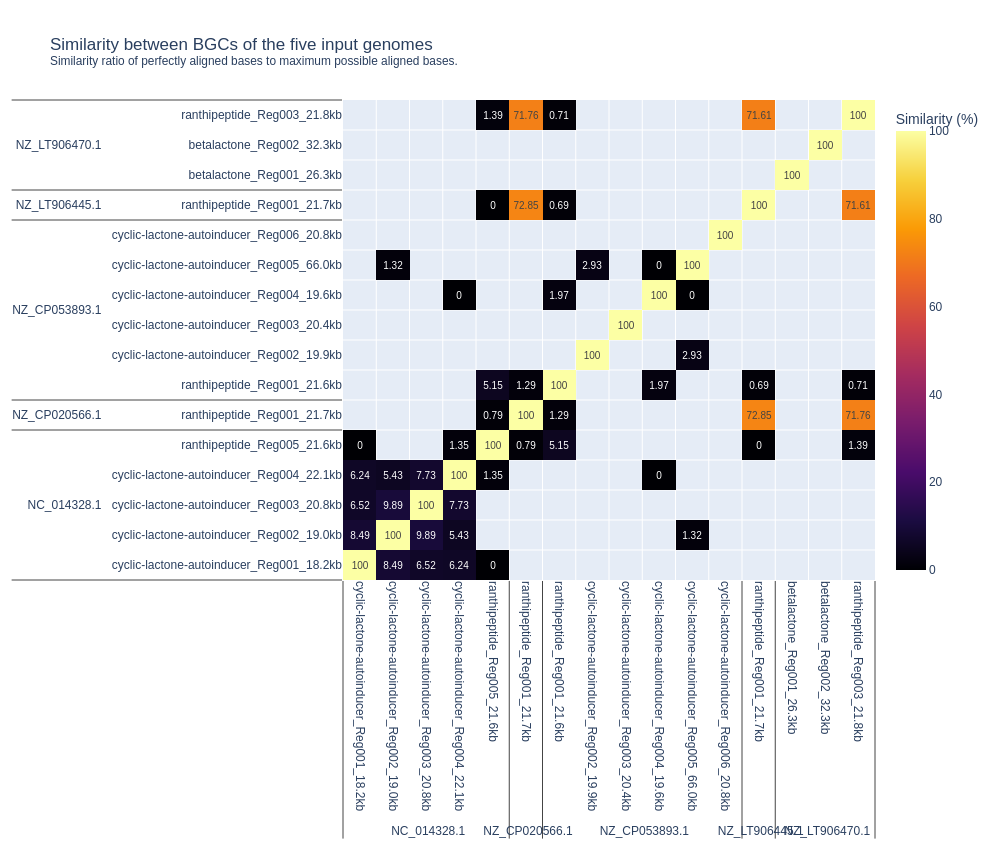 Similarity between BGCs of the five input genomes
Similarity ratio of perfectly aligned bases to maximum possible aligned bases.
Similarity (%)
100
80
60
40
20
0
NZ_LT906470.1
ranthipeptide_Reg003_21.8kb 1.39 71.76 0.71 71.61 100
betalactone_Reg002_32.3kb 100
betalactone_Reg001_26.3kb 100
NZ_LT906445.1
ranthipeptide_Reg001_21.7kb 0 72.85 0.69 100 71.61
NZ_CP053893.1
cyclic-lactone-autoinducer_Reg006_20.8kb 100
cyclic-lactone-autoinducer_Reg005_66.0kb 1.32 2.93 0 100
cyclic-lactone-autoinducer_Reg004_19.6kb 0 1.97 100 0
cyclic-lactone-autoinducer_Reg003_20.4kb 100
cyclic-lactone-autoinducer_Reg002_19.9kb 100 2.93
ranthipeptide_Reg001_21.6kb 5.15 1.29 100 1.97 0.69 0.71
NZ_CP020566.1
ranthipeptide_Reg001_21.7kb 0.79 100 1.29 72.85 71.76
NC_014328.1
ranthipeptide_Reg005_21.6kb 0 1.35 100 0.79 5.15 0 1.39
cyclic-lactone-autoinducer_Reg004_22.1kb 6.24 5.43 7.73 100 1.35 0
cyclic-lactone-autoinducer_Reg003_20.8kb 6.52 9.89 100 7.73
cyclic-lactone-autoinducer_Reg002_19.0kb 8.49 100 9.89 5.43 1.32
cyclic-lactone-autoinducer_Reg001_18.2kb 100 8.49 6.52 6.24 0
cyclic-lactone-autoinducer_Reg001_18.2kb
cyclic-lactone-autoinducer_Reg002_19.0kb
cyclic-lactone-autoinducer_Reg003_20.8kb
cyclic-lactone-autoinducer_Reg004_22.1kb
ranthipeptide_Reg005_21.6kb
ranthipeptide_Reg001_21.7kb
ranthipeptide_Reg001_21.6kb
cyclic-lactone-autoinducer_Reg002_19.9kb
cyclic-lactone-autoinducer_Reg003_20.4kb
cyclic-lactone-autoinducer_Reg004_19.6kb
cyclic-lactone-autoinducer_Reg005_66.0kb
cyclic-lactone-autoinducer_Reg006_20.8kb
ranthipeptide_Reg001_21.7kb
betalactone_Reg001_26.3kb
betalactone_Reg002_32.3kb
ranthipeptide_Reg003_21.8kb
NC_014328.1
NZ_CP020566.1
NZ_CP053893.1
NZ_LT906445.1
NZ_LT906470.1